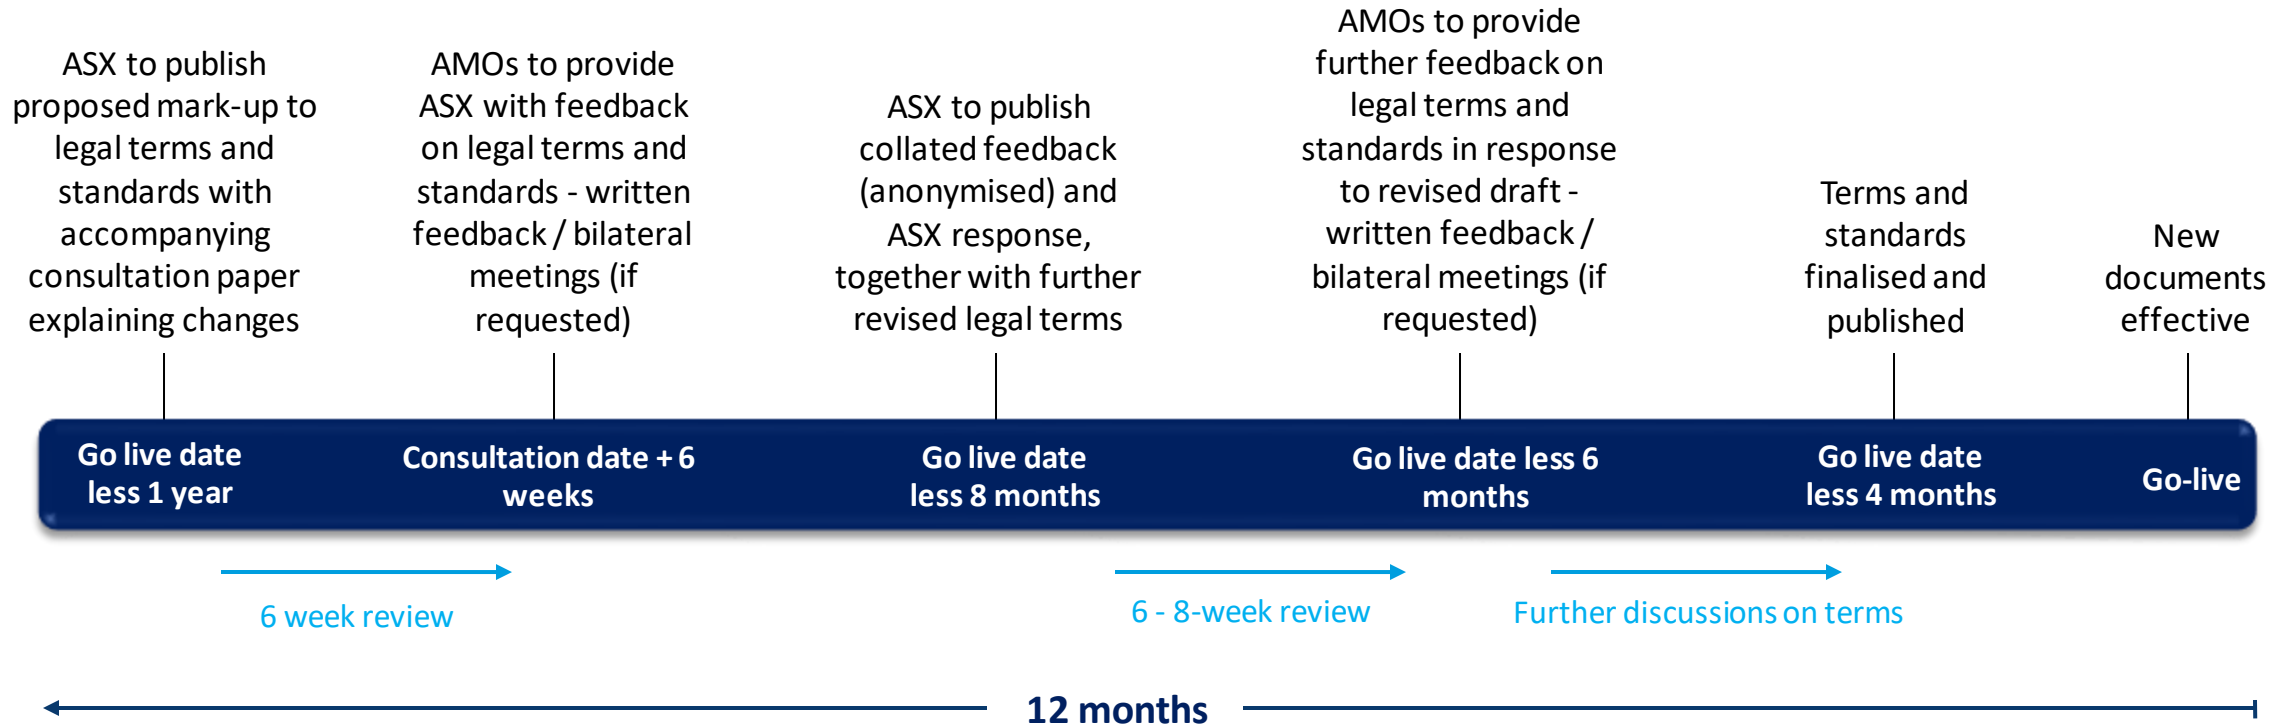 ASX to publish
proposed mark-up to
legal terms and
standards with
accompanying
consultation paper
explaining changes
AMOs to provide
ASX with feedback
on legal terms and
standards - written
feedback / bilateral
meetings (if
requested)
ASX to publish
collated feedback
(anonymised) and
ASX response,
together with further
revised legal terms
AMOs to provide
further feedback on
legal terms and
standards in response
to revised draft -
written feedback /
bilateral meetings (if
requested)
Terms and
standards
finalised and
published
New
documents
effective
Go live date
less 1 year
Consultation date + 6
weeks
Go live date
less 8 months
Go live date less 6
months
Go live date
less 4 months
Go-live
6 week review
6 - 8-week review
Further discussions on terms
12 months